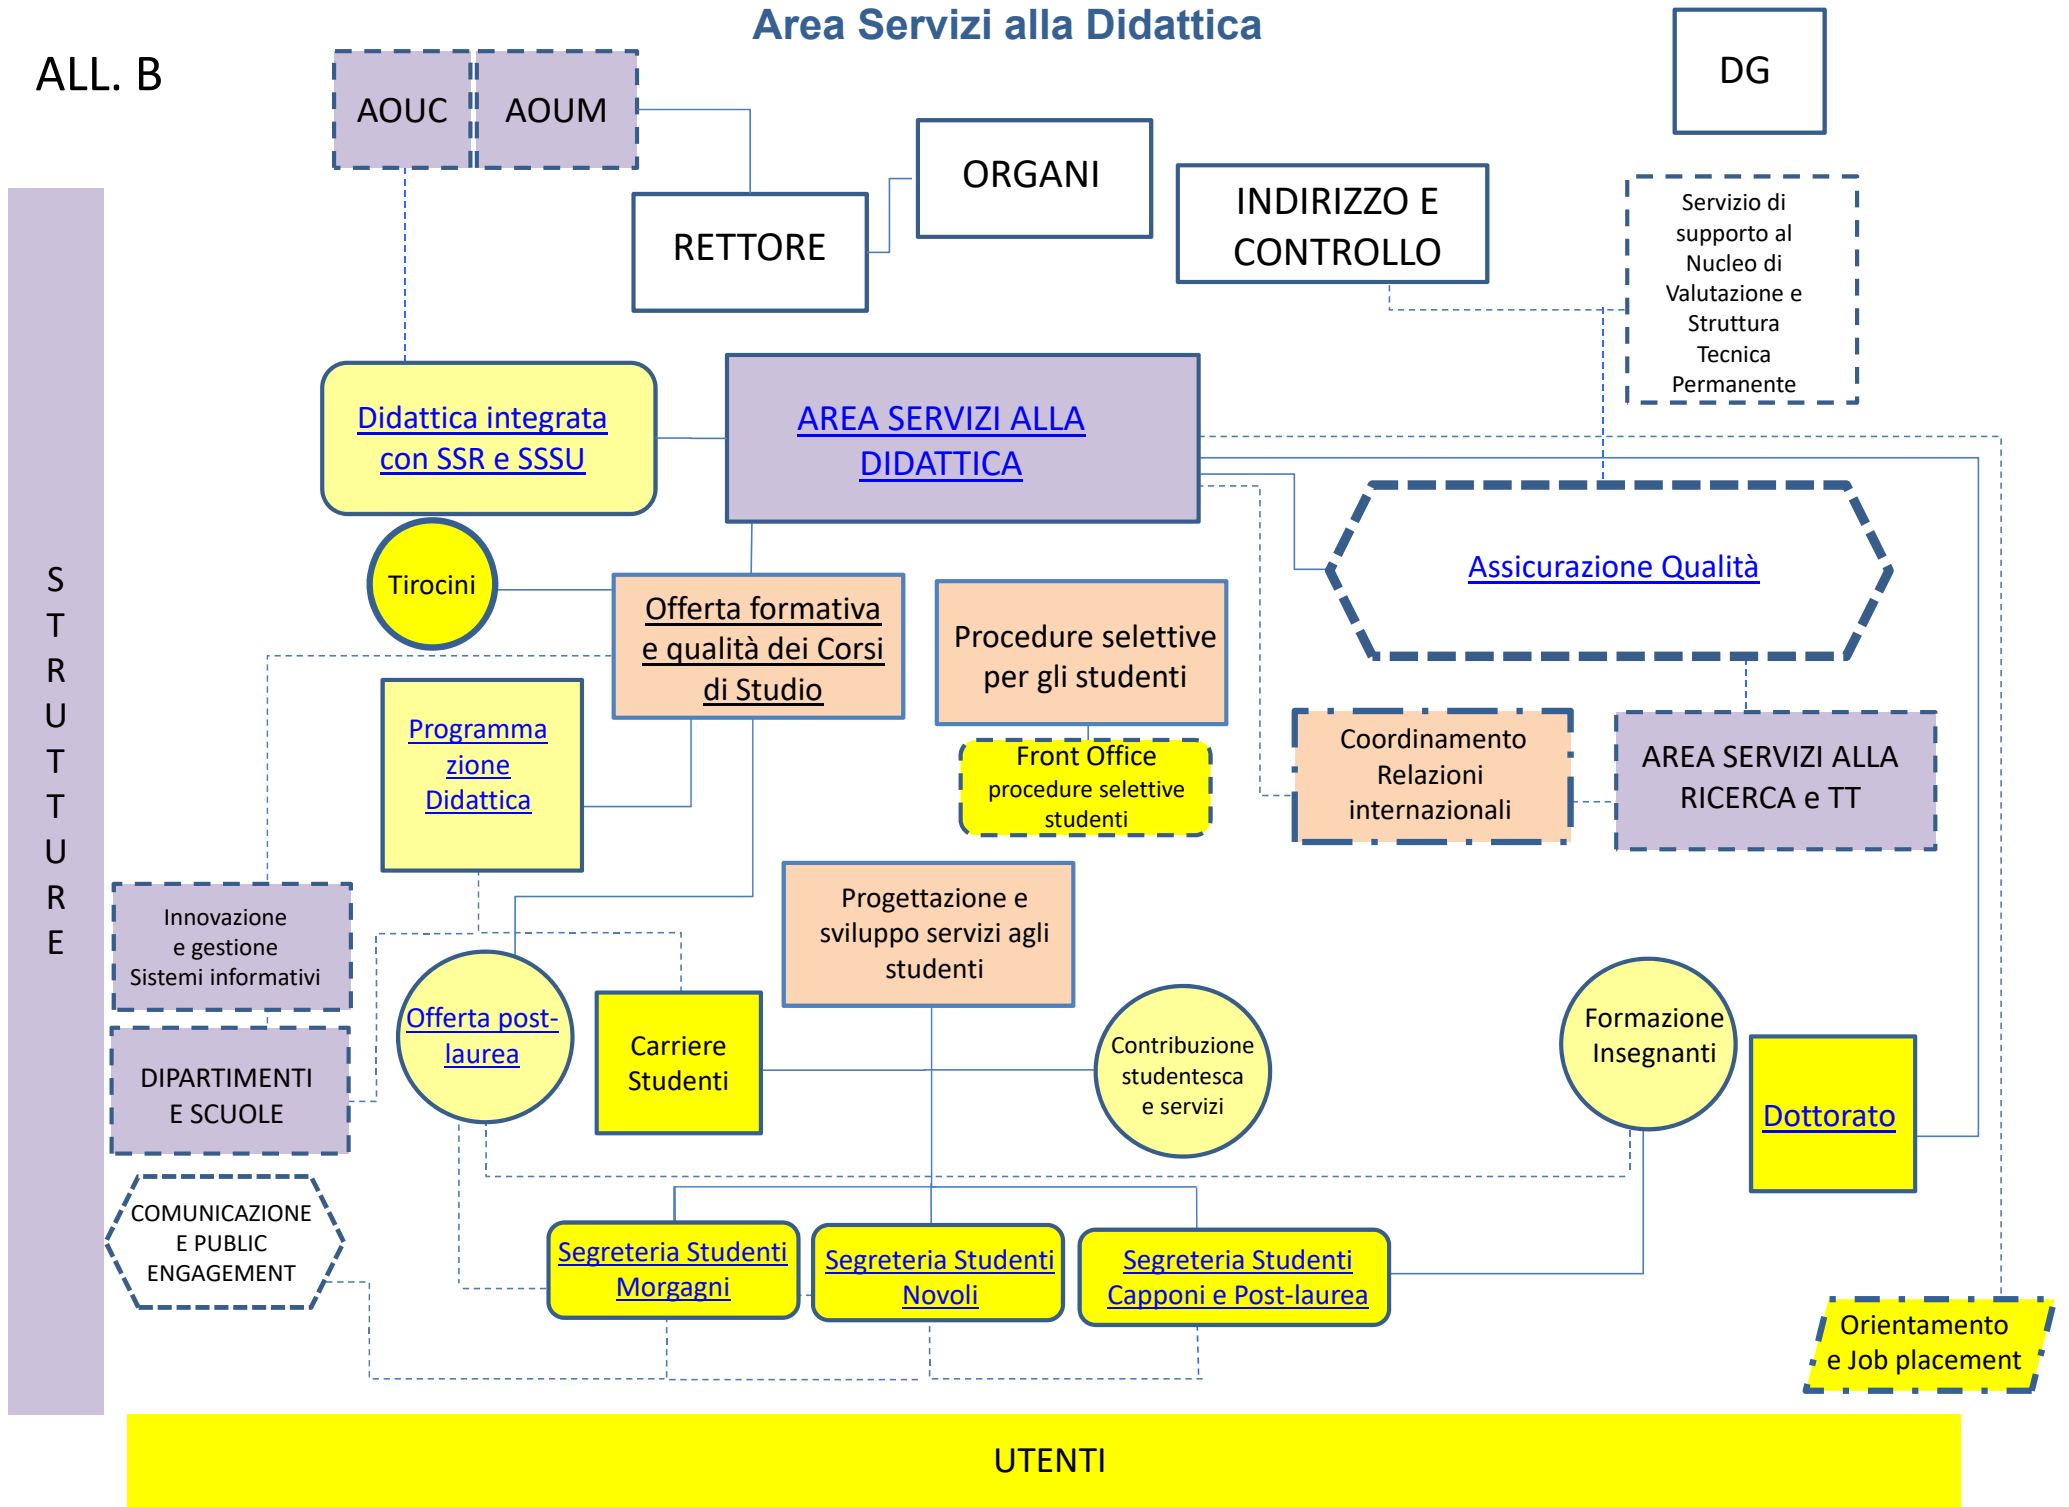 Area Servizi alla Didattica
ALL. B
AOUC
AOUM
DG
ORGANI
RETTORE
INDIRIZZO E
CONTROLLO
Servizio di
supporto al
Nucleo di
Valutazione e
Struttura
Tecnica
Permanente
Didattica integrata
con SSR e SSSU
AREA SERVIZI ALLA
DIDATTICA
Assicurazione Qualità
Tirocini
Offerta formativa
e qualità dei Corsi
di Studio
Procedure selettive
per gli studenti
Front Office
procedure selettive
studenti
Coordinamento
Relazioni
internazionali
AREA SERVIZI ALLA
RICERCA e TT
Programma
zione
Didattica
S
T
R
U
T
T
U
R
E
Innovazione
e gestione
Sistemi informativi
Progettazione e
sviluppo servizi agli
studenti
DIPARTIMENTI
E SCUOLE
Offerta post-
laurea
Carriere
Studenti
Contribuzione
studentesca
e servizi
Formazione
Insegnanti
Dottorato
COMUNICAZIONE
E PUBLIC
ENGAGEMENT
Segreteria Studenti
Morgagni
Segreteria Studenti
Novoli
Segreteria Studenti
Capponi e Post-laurea
Orientamento
e Job placement
UTENTI